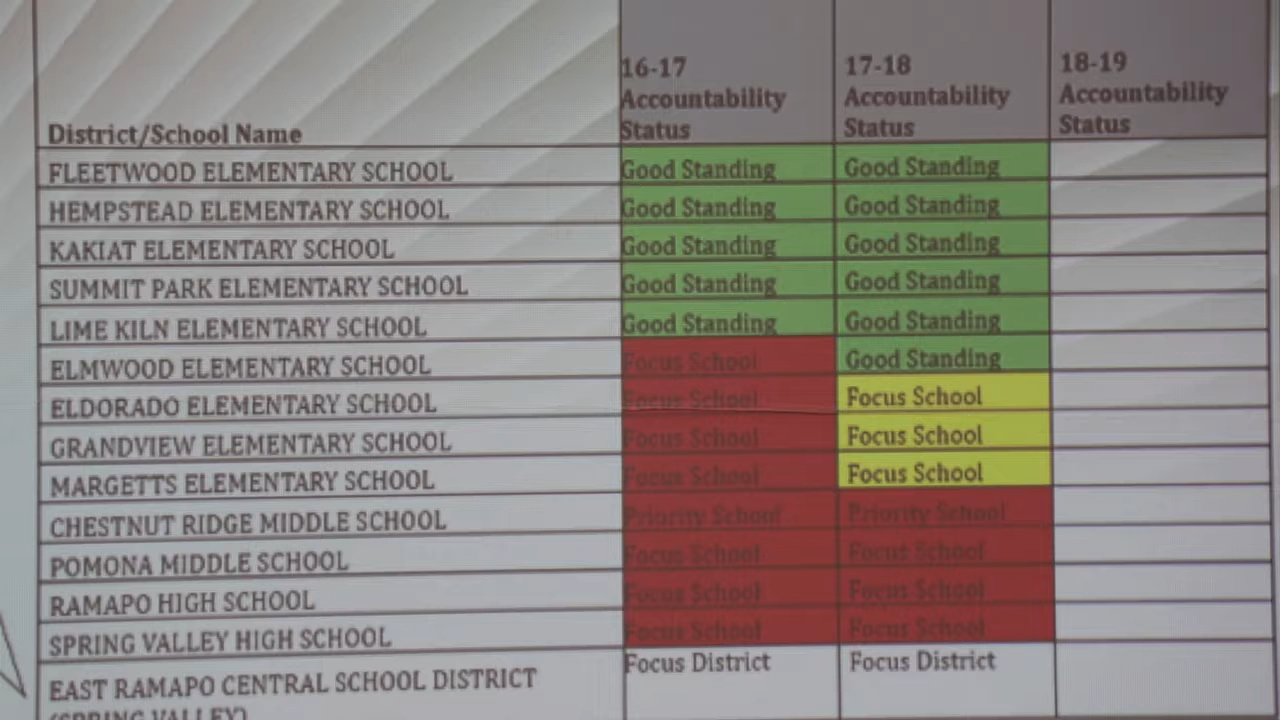 16-17 17-18 18-19
Accountability Accountability Accountability
District/School Name Status Status Status
FLEETWOOD ELEMENTARY SCHOOL Good Standing Good Standing
HEMPSTEAD ELEMENTARY SCHOOL Good Standing Good Standing
KAKIAT ELEMENTARY SCHOOL Good Standing Good Standing
SUMMIT PARK ELEMENTARY SCHOOL Good Standing Good Standing
LIME KILN ELEMENTARY SCHOOL Good Standing Good Standing
ELMWOOD ELEMENTARY SCHOOL Focus School Good Standing
ELDORADO ELEMENTARY SCHOOL Focus School Focus School
GRANDVIEW ELEMENTARY SCHOOL Focus School Focus School
MARGETTS ELEMENTARY SCHOOL Focus School Focus School
CHESTNUT RIDGE MIDDLE SCHOOL Priority School Priority School
POMONA MIDDLE SCHOOL Focus School Focus School
RAMAPO HIGH SCHOOL Focus School Focus School
SPRING VALLEY HIGH SCHOOL Focus School Focus School
EAST RAMAPO CENTRAL SCHOOL DISTRICT Focus District Focus District
(SPRING VALLEY)